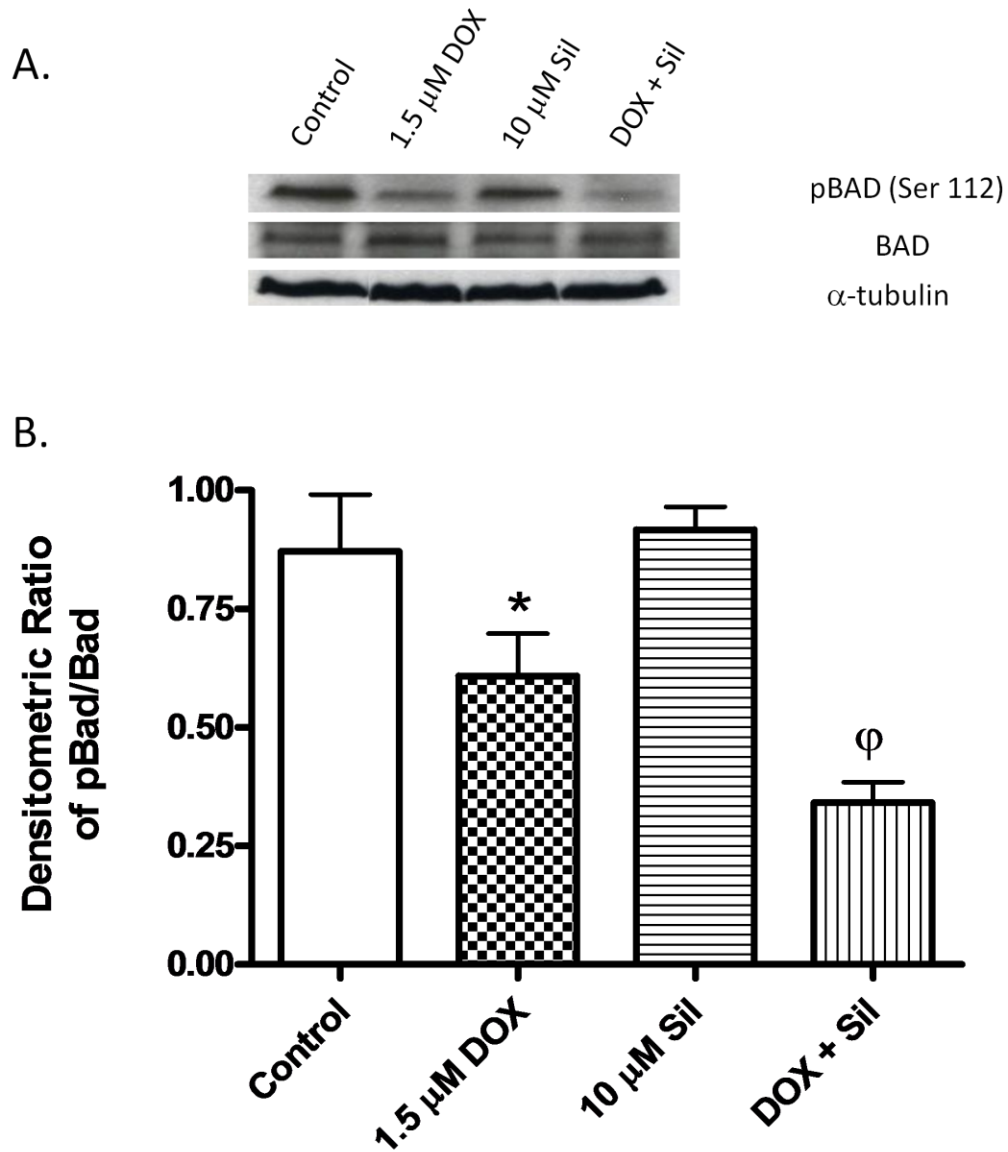 A.
Control
1.5 μM DOX
10 μM Sil
DOX + Sil
pBAD (Ser 112)
BAD
α-tubulin
B.
Densitometric Ratio
of pBad/Bad
1.00
0.75
0.50
0.25
0.00
*
φ
Control
1.5 μM DOX
10 μM Sil
DOX + Sil